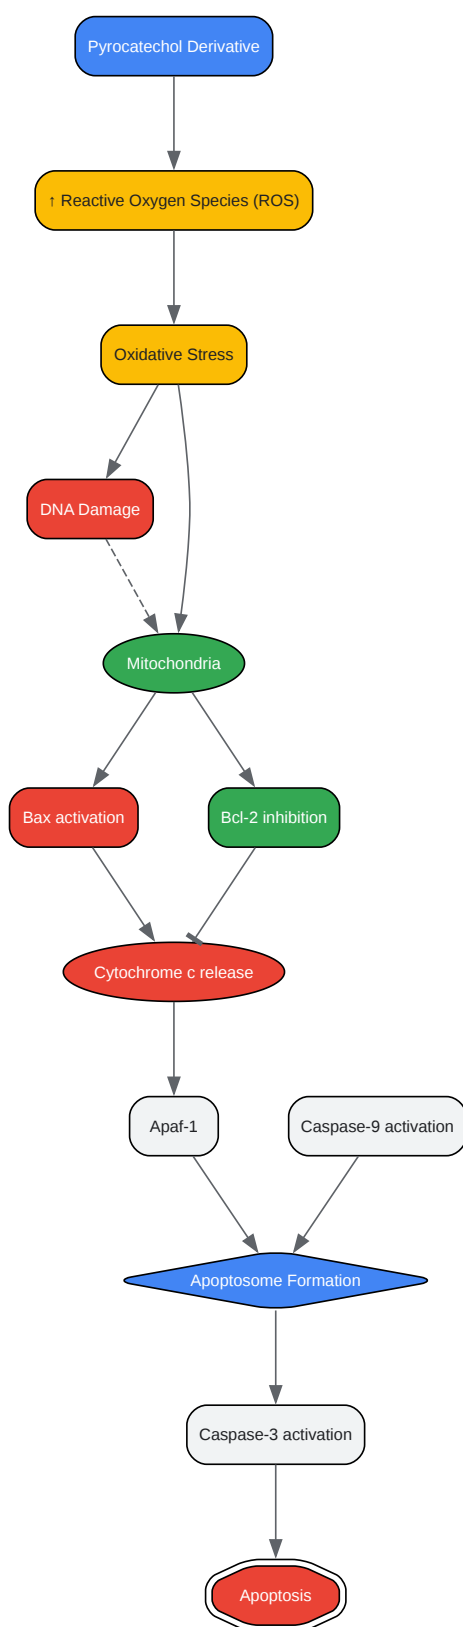 Pyrocatechol Derivative
↑ Reactive Oxygen Species (ROS)
Oxidative Stress
DNA Damage
Mitochondria
Bax activation
Bcl-2 inhibition
Cytochrome c release
Apaf-1
Caspase-9 activation
Apoptosome Formation
Caspase-3 activation
Apoptosis